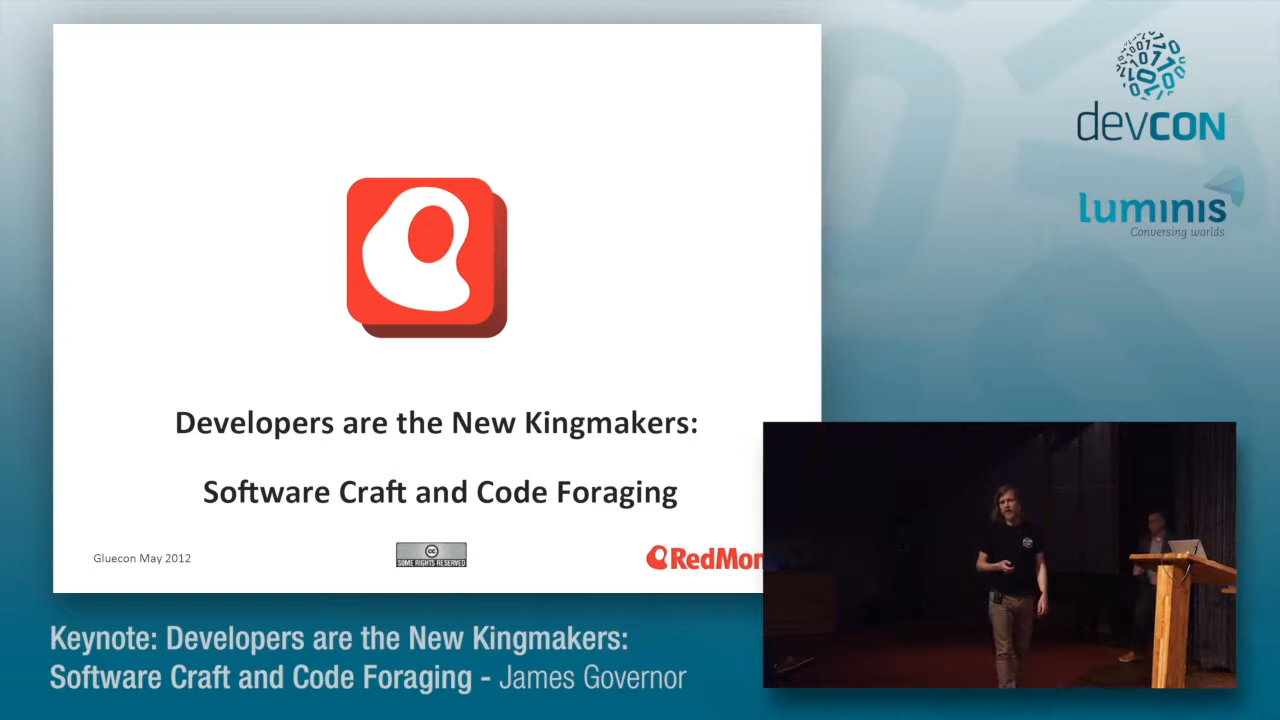 Developers are the New Kingmakers:
Software Craft and Code Foraging
Gluecon May 2012
cc
SOME RIGHTS RESERVED
RedMon
devcon
luminis
Conversing worlds
Keynote: Developers are the New Kingmakers:
Software Craft and Code Foraging - James Governor